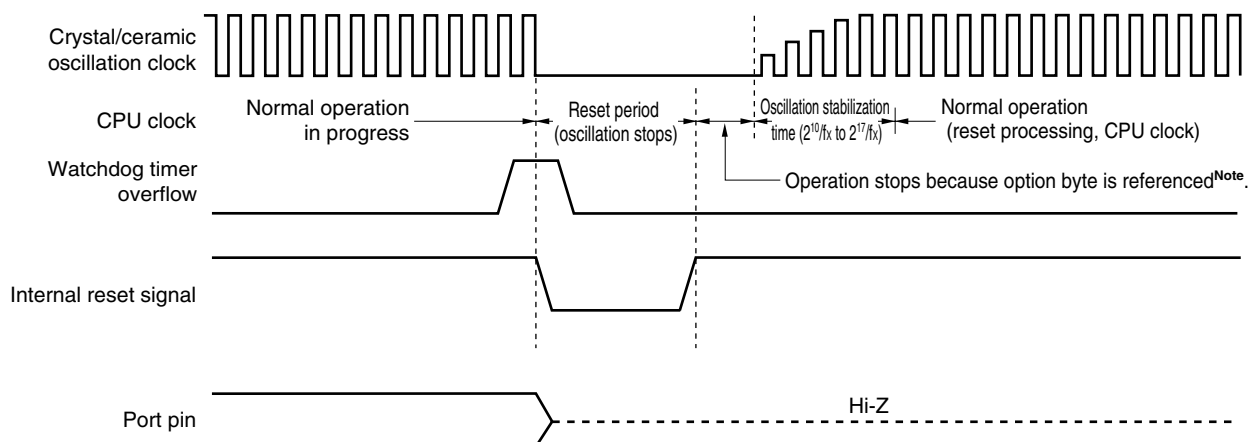 Crystal/ceramic
oscillation clock
CPU clock
Normal operation
in progress
Reset period
(oscillation stops)
Oscillation stabilization
time (2¹⁰/fx to 2¹⁷/fx)
Normal operation
(reset processing, CPU clock)
Watchdog timer
overflow
Operation stops because option byte is referencedᴺᵒᵗᵉ.
Internal reset signal
Port pin
Hi-Z